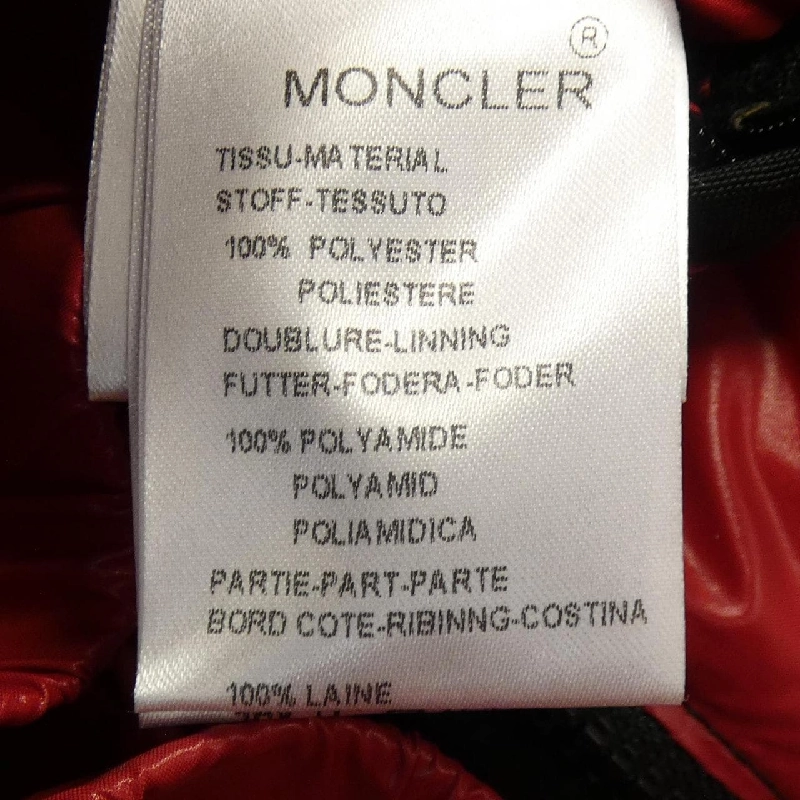 ®
MONCLER
TISSU-MATERIAL
STOFF-TESSUTO
100% POLYESTER
POLIESTERE
DOUBLURE-LINNING
FUTTER-FODERA-FODER
100% POLYAMIDE
POLYAMID
POLIAMIDICA
PARTIE-PART-PARTE
BORD COTE-RIBINNG-COSTINA
100% LAINE